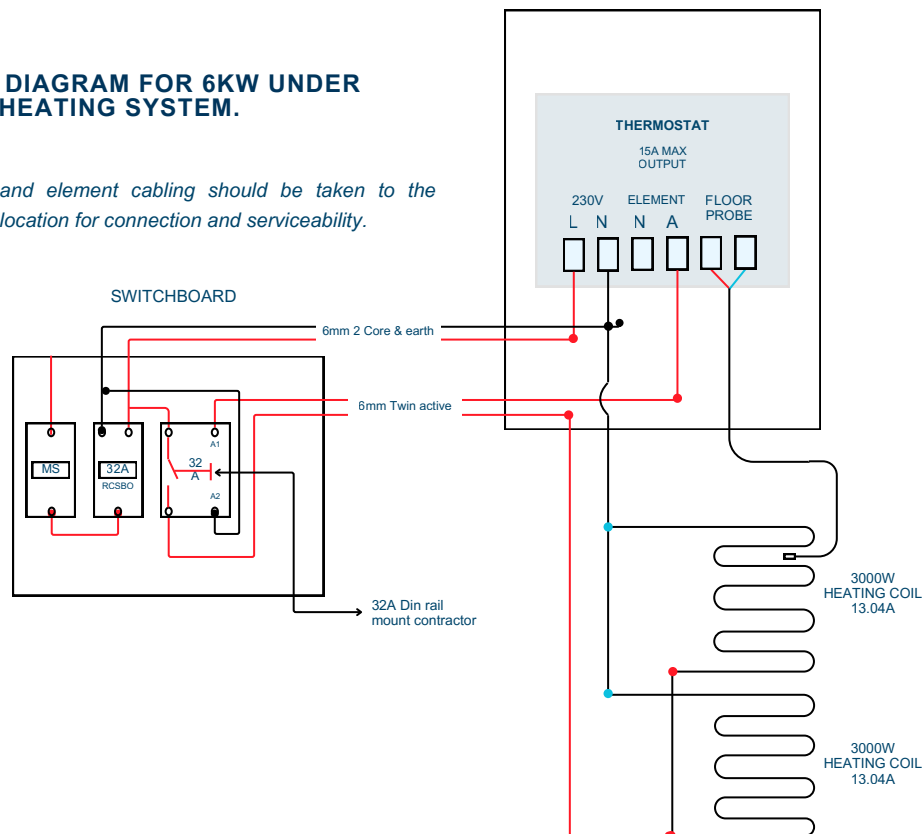 DIAGRAM FOR 6KW UNDER
HEATING SYSTEM.
and element cabling should be taken to the
location for connection and serviceability.
THERMOSTAT
15A MAX
OUTPUT
230V
ELEMENT
FLOOR
PROBE
L N N A
SWITCHBOARD
6mm 2 Core & earth
6mm Twin active
MS
32A
RCSBO
A1
32
A
A2
32A Din rail
mount contractor
3000W
HEATING COIL
13.04A
3000W
HEATING COIL
13.04A